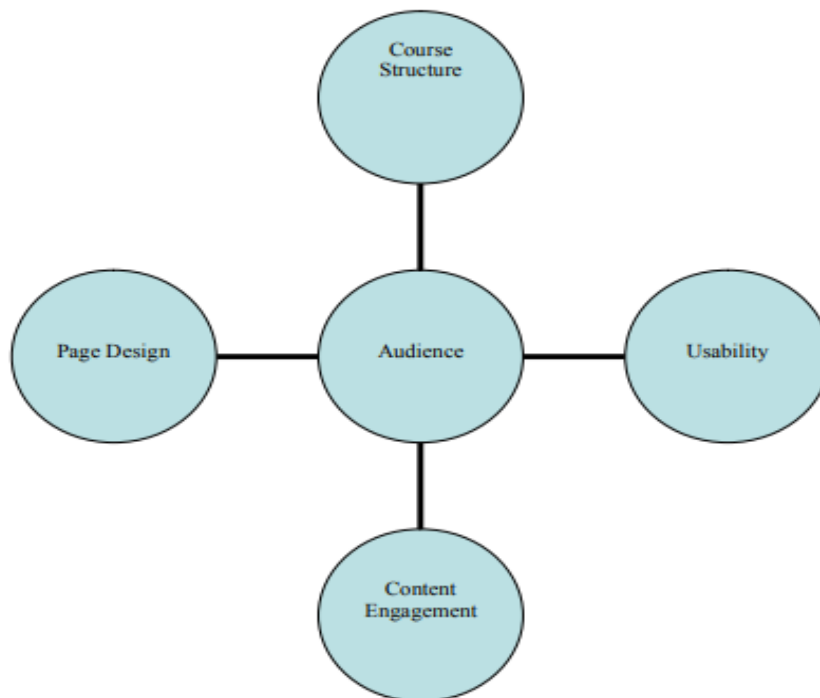 Course
Structure
Page Design
Audience
Usability
Content
Engagement